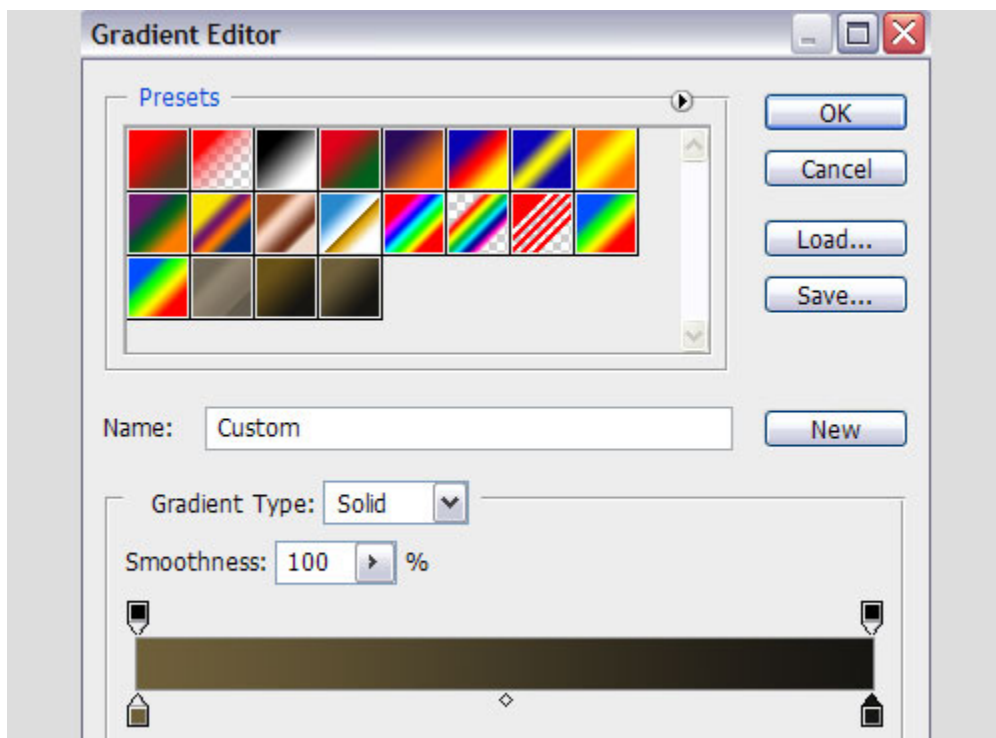 Gradient Editor
Presets
OK
Cancel
Load...
Save...
Name: Custom
New
Gradient Type: Solid
Smoothness: 100 %